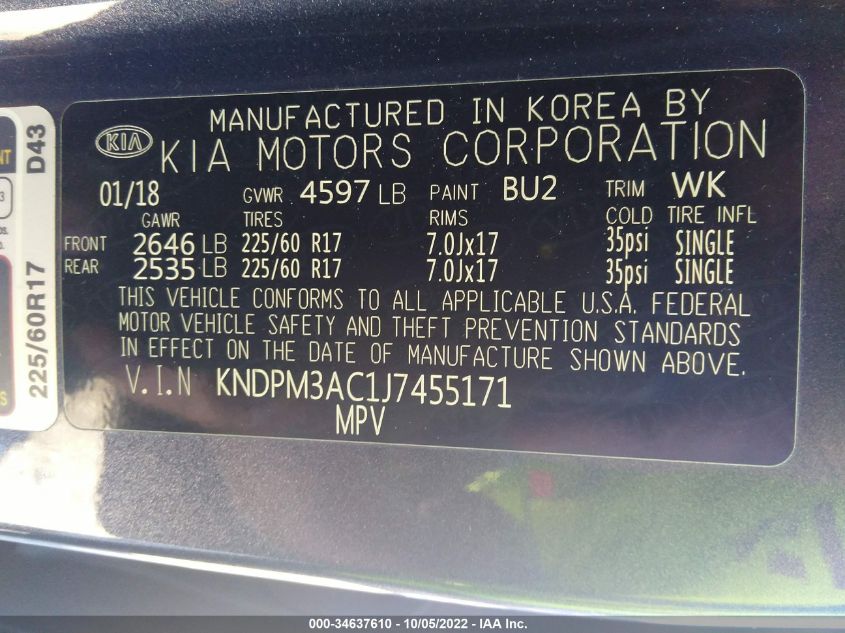 MANUFACTURED IN KOREA BY
KIA KIA MOTORS CORPORATION
01/18 GVWR 4597 LB PAINT BU2 TRIM WK
GAWR TIRES RIMS COLD TIRE INFL
FRONT 2646 LB 225/60 R17 7.0Jx17 35psi SINGLE
REAR 2535 LB 225/60 R17 7.0Jx17 35psi SINGLE
THIS VEHICLE CONFORMS TO ALL APPLICABLE U.S.A. FEDERAL
MOTOR VEHICLE SAFETY AND THEFT PREVENTION STANDARDS
IN EFFECT ON THE DATE OF MANUFACTURE SHOWN ABOVE.
V.I.N KNDPM3AC1J7455171
MPV
225/60R17 D43
000-34637610 - 10/05/2022 - IAA Inc.